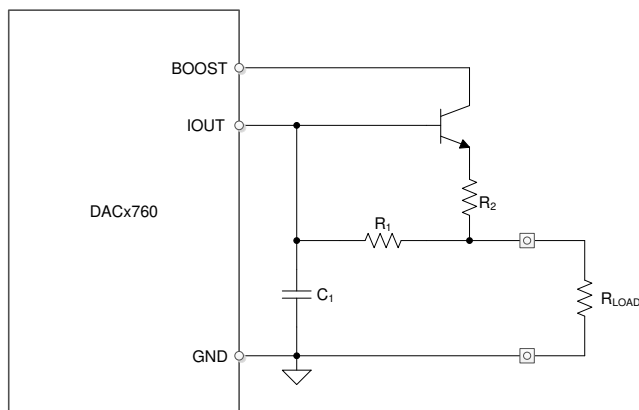 BOOST
IOUT
DACx760
R2
R1
C1
RLOAD
GND